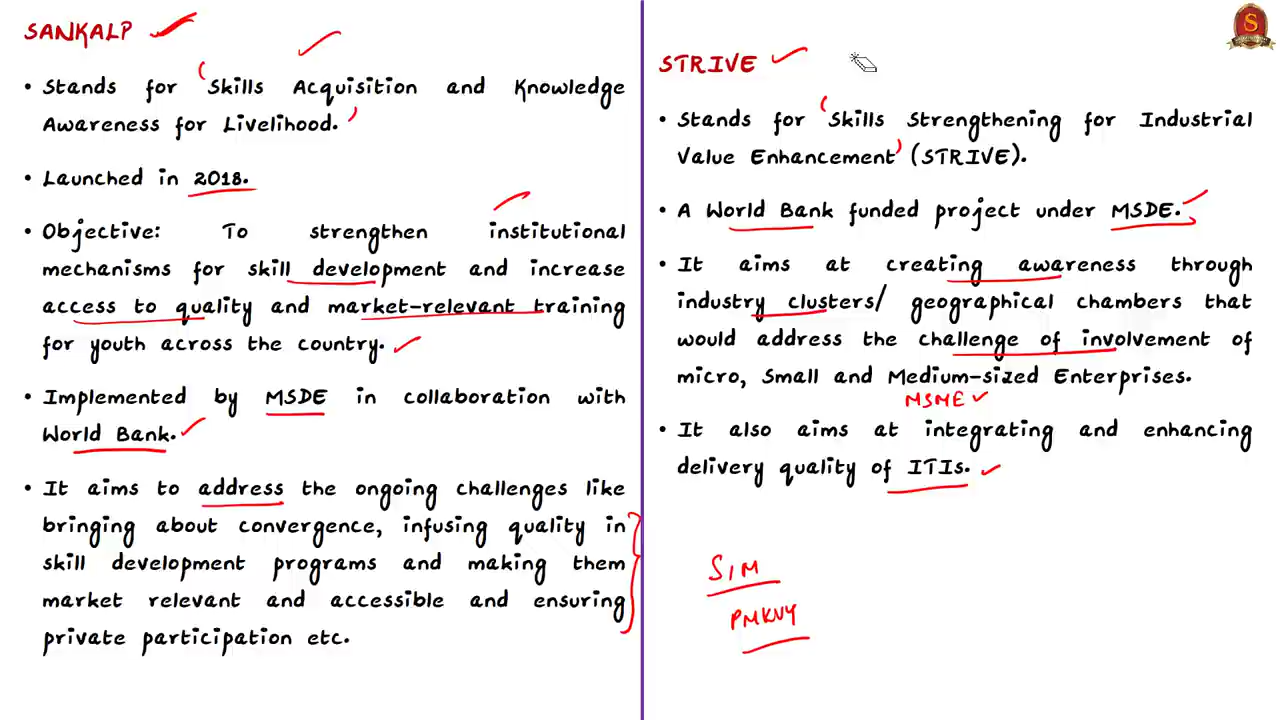 SANKALP
• Stands for 'Skills Acquisition and Knowledge
Awareness for Livelihood.'
• Launched in 2018.
• Objective: To strengthen institutional
mechanisms for skill development and increase
access to quality and market-relevant training
for youth across the country.
• Implemented by MSDE in collaboration with
World Bank.
• It aims to address the ongoing challenges like
bringing about convergence, infusing quality in
skill development programs and making them
market relevant and accessible and ensuring
private participation etc.
STRIVE
• Stands for 'Skills Strengthening for Industrial
Value Enhancement' (STRIVE).
• A World Bank funded project under MSDE.
• It aims at creating awareness through
industry clusters/ geographical chambers that
would address the challenge of involvement of
micro, Small and Medium-sized Enterprises.
MSME
• It also aims at integrating and enhancing
delivery quality of ITIs.
SIM
PMKVY
S